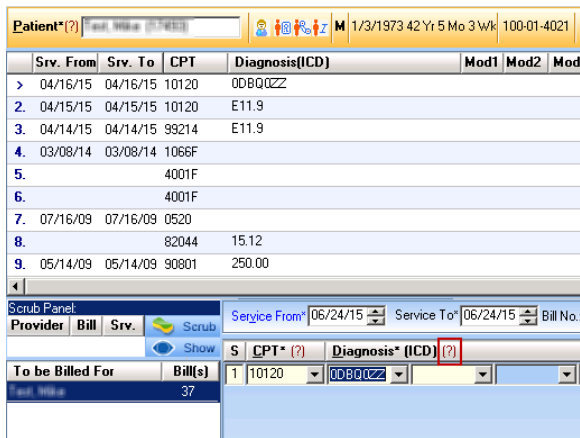 Patient*(?) M 1/3/1973 42 Yr 5 Mo 3 Wk 100-01-4021
Srv. From Srv. To CPT Diagnosis(ICD) Mod1 Mod2 Mod
> 04/16/15 04/16/15 10120 0DBQ0ZZ
2. 04/15/15 04/15/15 10120 E11.9
3. 04/14/15 04/14/15 99214 E11.9
4. 03/08/14 03/08/14 1066F
5. 4001F
6. 4001F
7. 07/16/09 07/16/09 0520
8. 82044 15.12
9. 05/14/09 05/14/09 90801 250.00
Scrub Panel:
Provider Bill Srv. Scrub
Show
Service From* 06/24/15 Service To* 06/24/15 Bill No.
To be Billed For Bill(s)
37
S CPT* (?) Diagnosis* (ICD) (?)
1 10120 0DBQ0ZZ